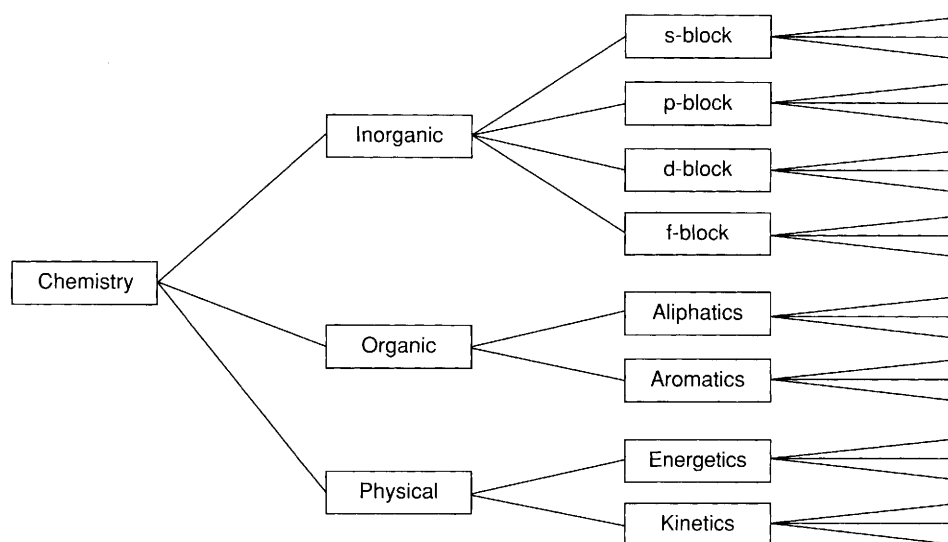 Chemistry
Inorganic
s-block
p-block
d-block
f-block
Organic
Aliphatics
Aromatics
Physical
Energetics
Kinetics